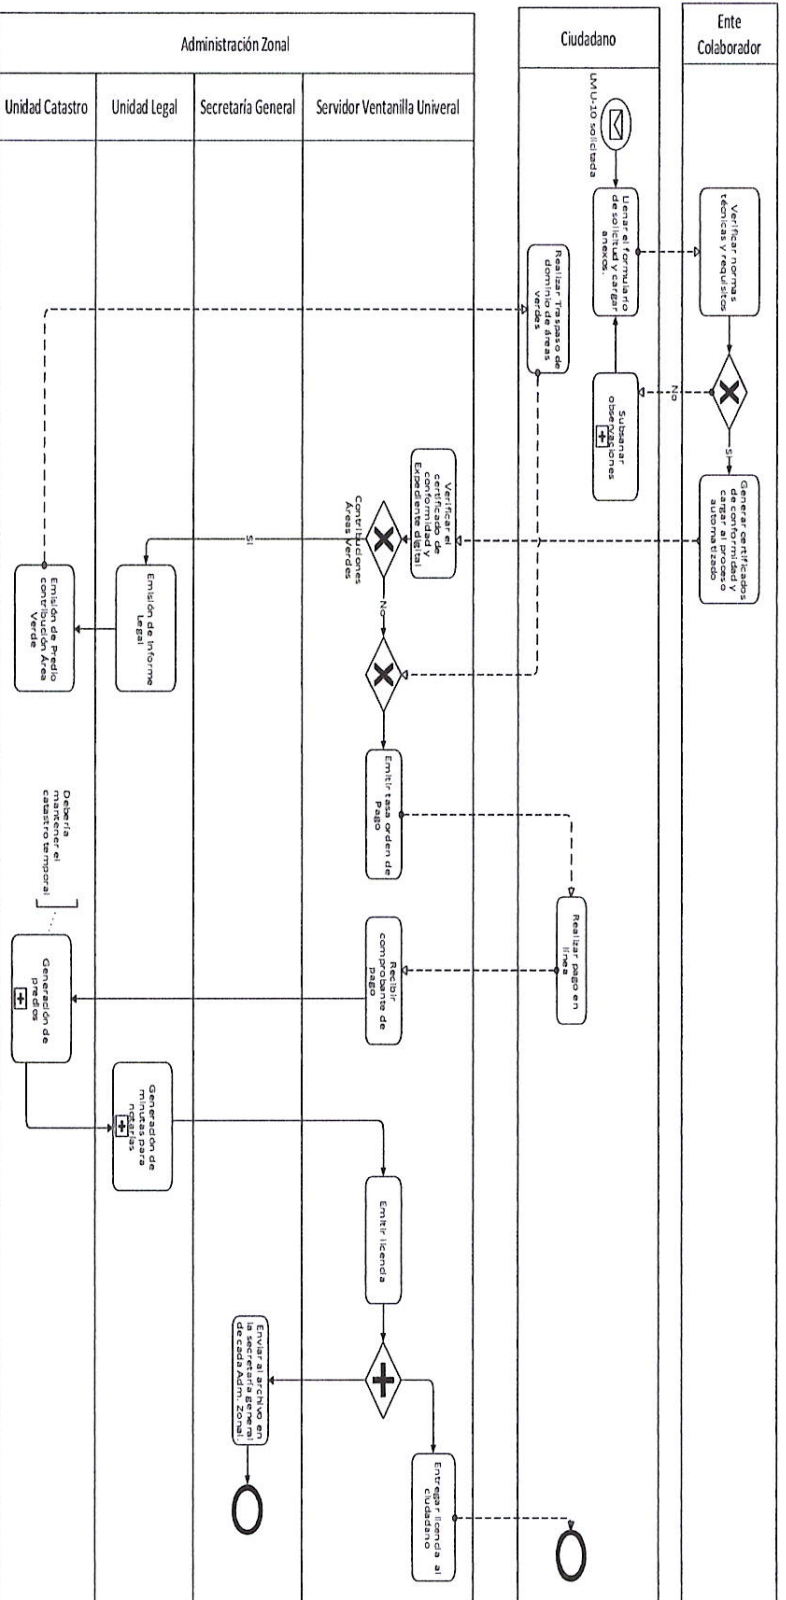 Ente
Colaborador
Ciudadano
Administración Zonal
Servidor Ventanilla Univeral
Secretaría General
Unidad Legal
Unidad Catastro
Verificar normas
técnicas y requisitos
No
Si
Generar certificados
de conformidad y
cargar al proceso
automatizado
LMU-10 solicitada
Llenar el formulario
de solicitud y cargar
anexos.
Subsanar
observaciones
Realizar Traspaso de
dominio de áreas
verdes
Realizar pago en
línea
Verificar el
certificado de
conformidad y
Expediente digital
Contribuciones
Áreas Verdes
Si
No
Emitir tasa orden de
Pago
Recibir
comprobante de
pago
Emitir licencia
Entregar licencia al
ciudadano
Enviar al archivo en
la secretaría general
de cada Adm. Zonal.
Emisión de Informe
Legal
Generación de
minutas para
notarías
Emisión de Predio
contribución Área
Verde
Debería
mantener el
catastro temporal
Generación de
predios